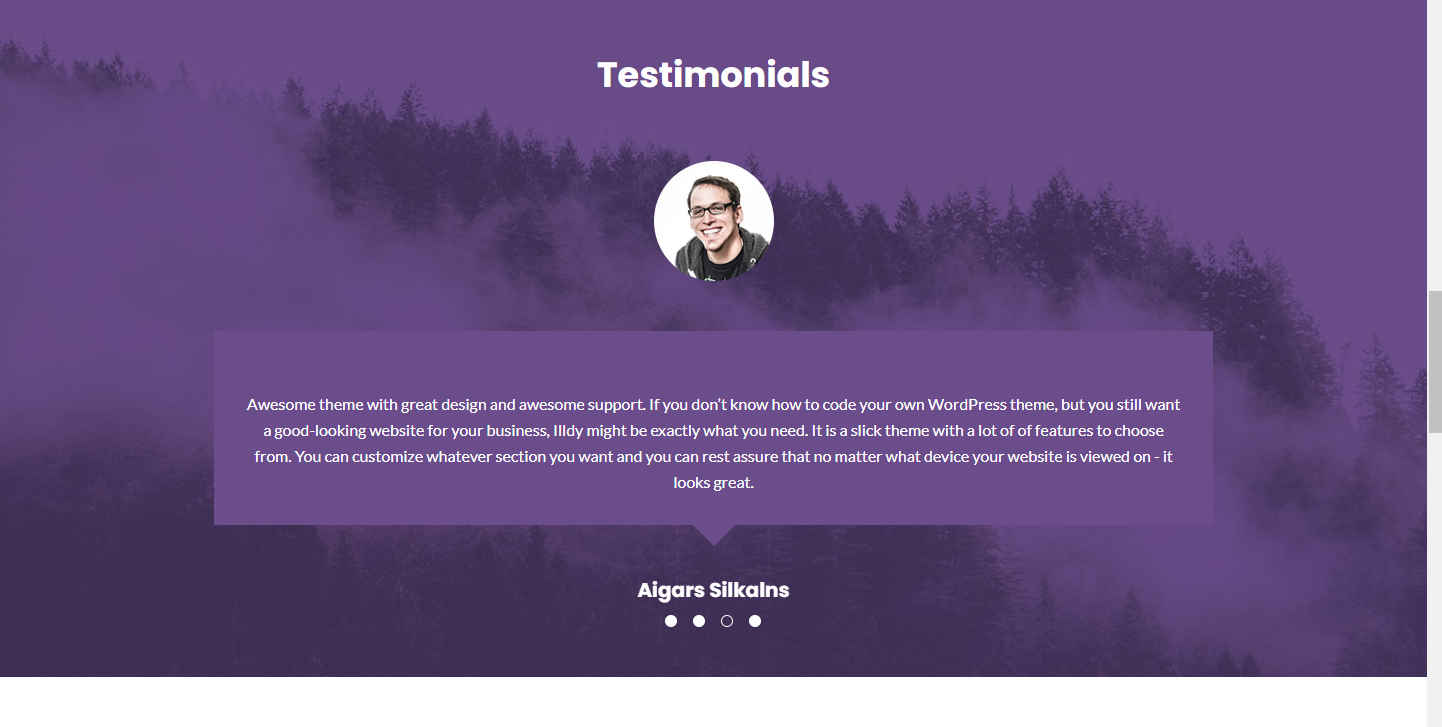 Testimonials
Awesome theme with great design and awesome support. If you don’t know how to code your own WordPress theme, but you still want
a good-looking website for your business, Illdy might be exactly what you need. It is a slick theme with a lot of of features to choose
from. You can customize whatever section you want and you can rest assure that no matter what device your website is viewed on - it
looks great.
Aigars Silkalns